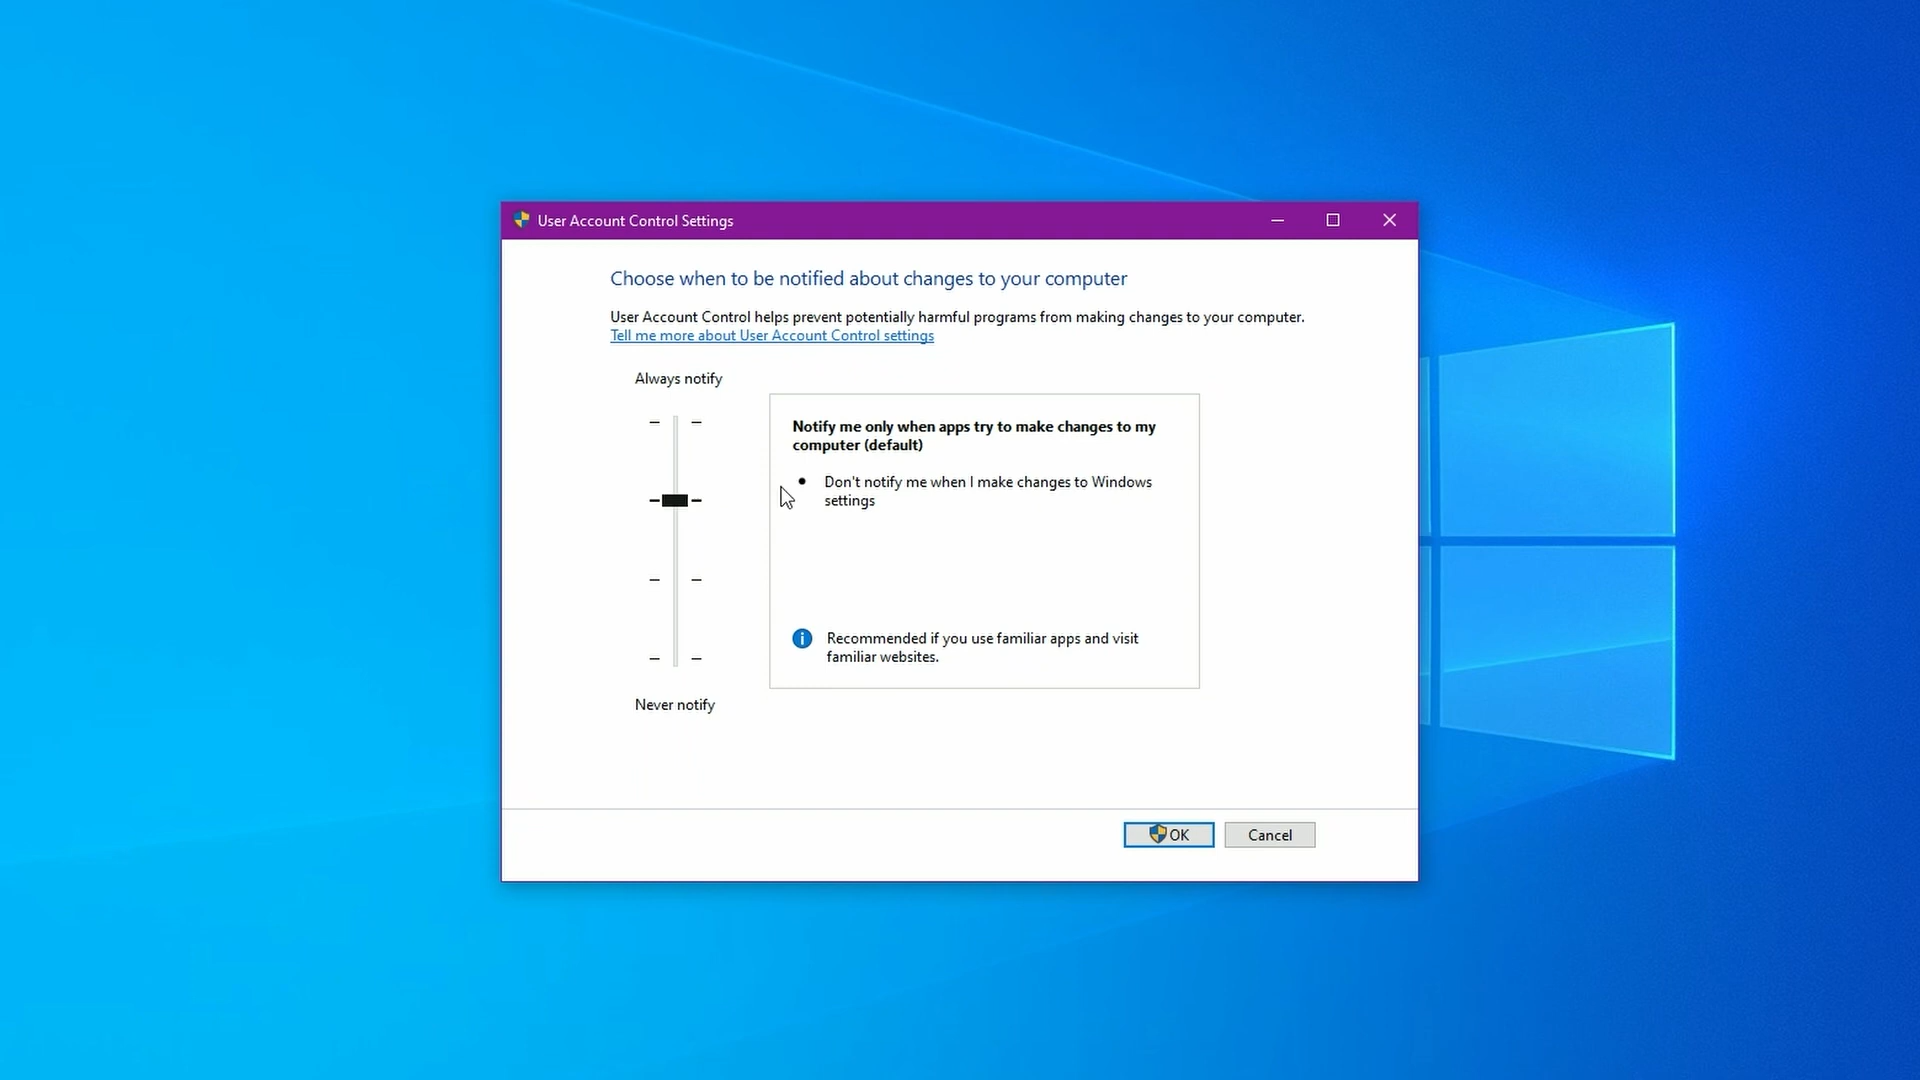 User Account Control Settings
Choose when to be notified about changes to your computer
User Account Control helps prevent potentially harmful programs from making changes to your computer.
Tell me more about User Account Control settings
Always notify
Notify me only when apps try to make changes to my
computer (default)
Don't notify me when I make changes to Windows
settings
Recommended if you use familiar apps and visit
familiar websites.
Never notify
OK
Cancel